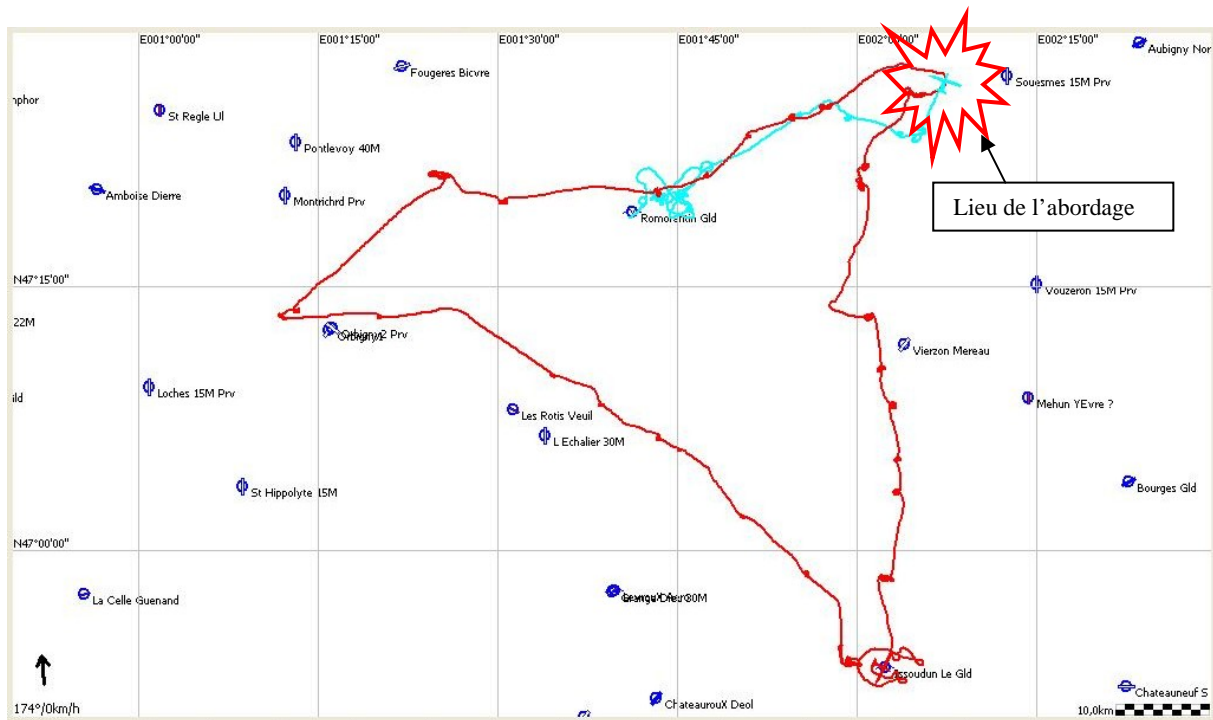 E001°00'00"
E001°15'00"
E001°30'00"
E001°45'00"
E002°00'00"
E002°15'00"
Aubigny Nor
Fougeres Bicvre
Souesmes 15M Prv
nphor
St Regle Ul
Pontlevoy 40M
Amboise Dierre
Montrichrd Prv
Lieu de l'abordage
Romorantin Gld
N47°15'00"
Vouzeron 15M Prv
22M
Orbigny2 Prv
Orbigny1
Vierzon Mereau
Loches 15M Prv
ild
Mehun YEvre ?
Les Rotis Veuil
L Echalier 30M
St Hippolyte 15M
Bourges Gld
N47°00'00"
La Celle Guenand
Issoudun Le Gld
Chateauneuf S
ChateaurouX Deol
174°/0km/h
10,0km